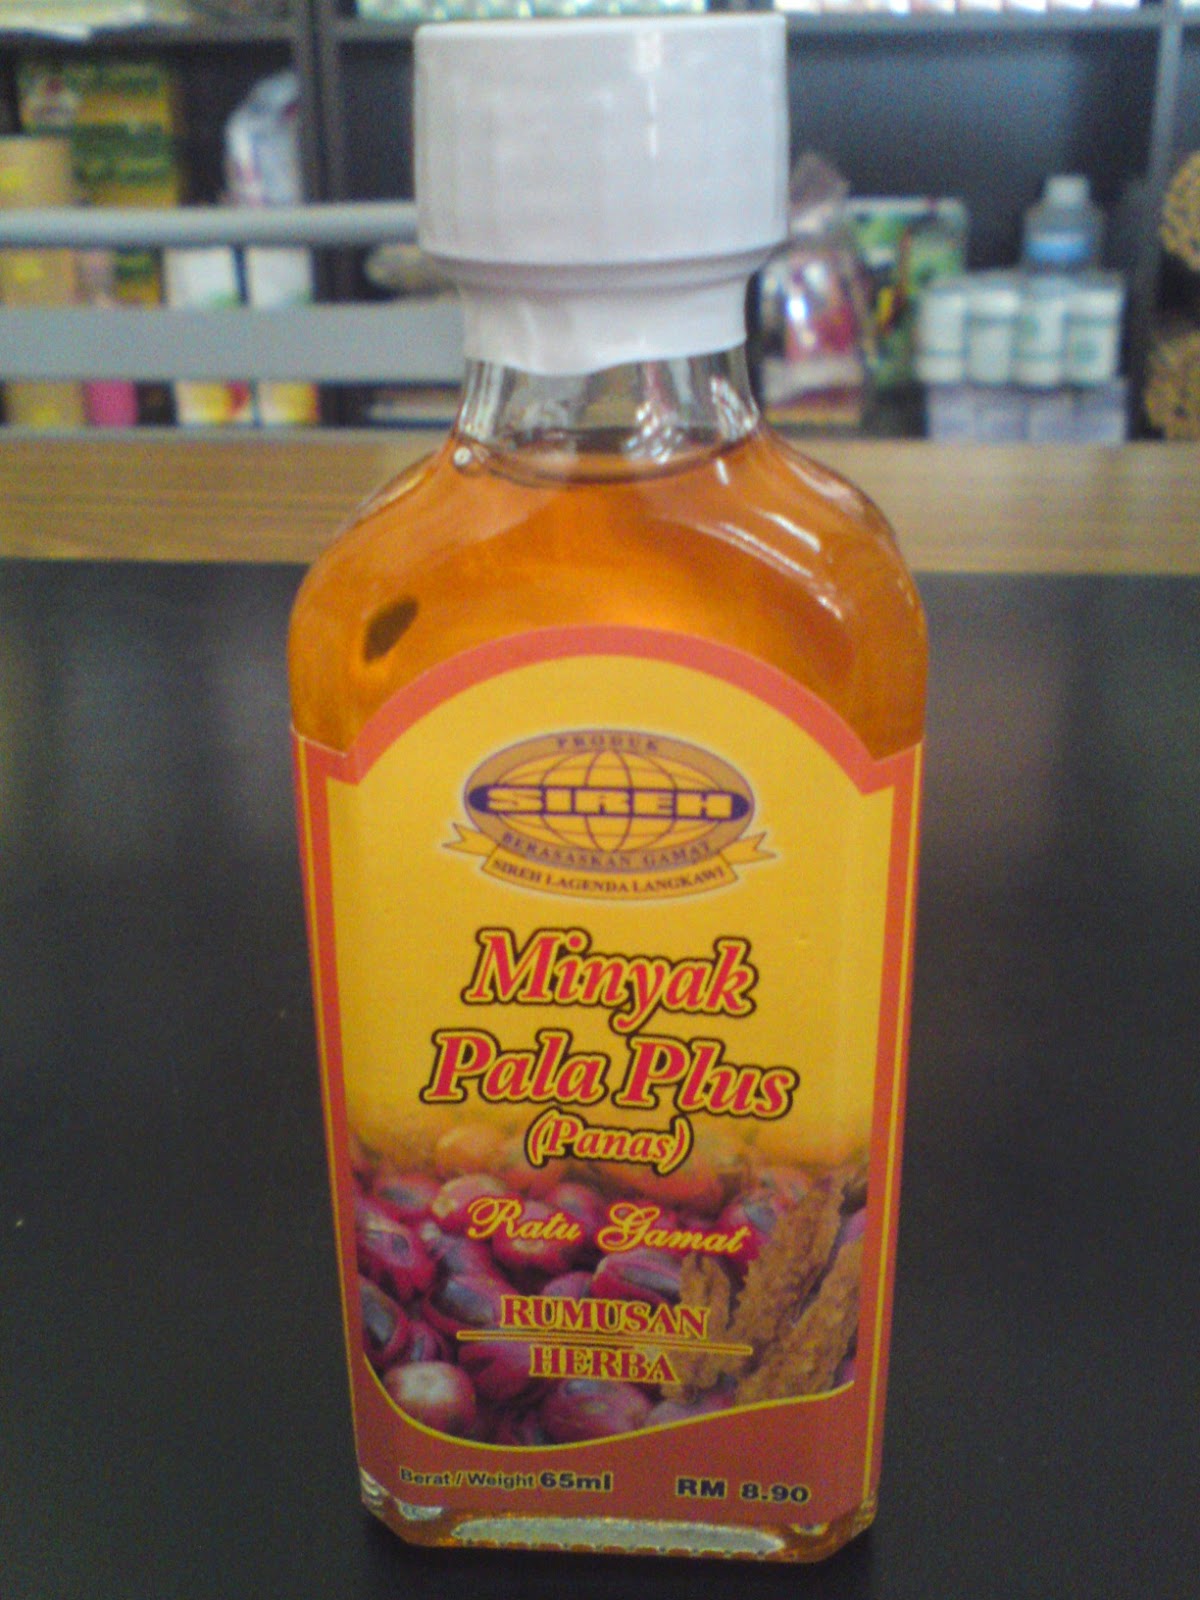 PRODUK
SIREH
BERASASKAN GAMAT
SIREH LAGENDA LANGKAWI
Minyak
Pala Plus
(Panas)
Ratu Gamat
RUMUSAN
HERBA
Berat / Weight 65ml RM 8.90